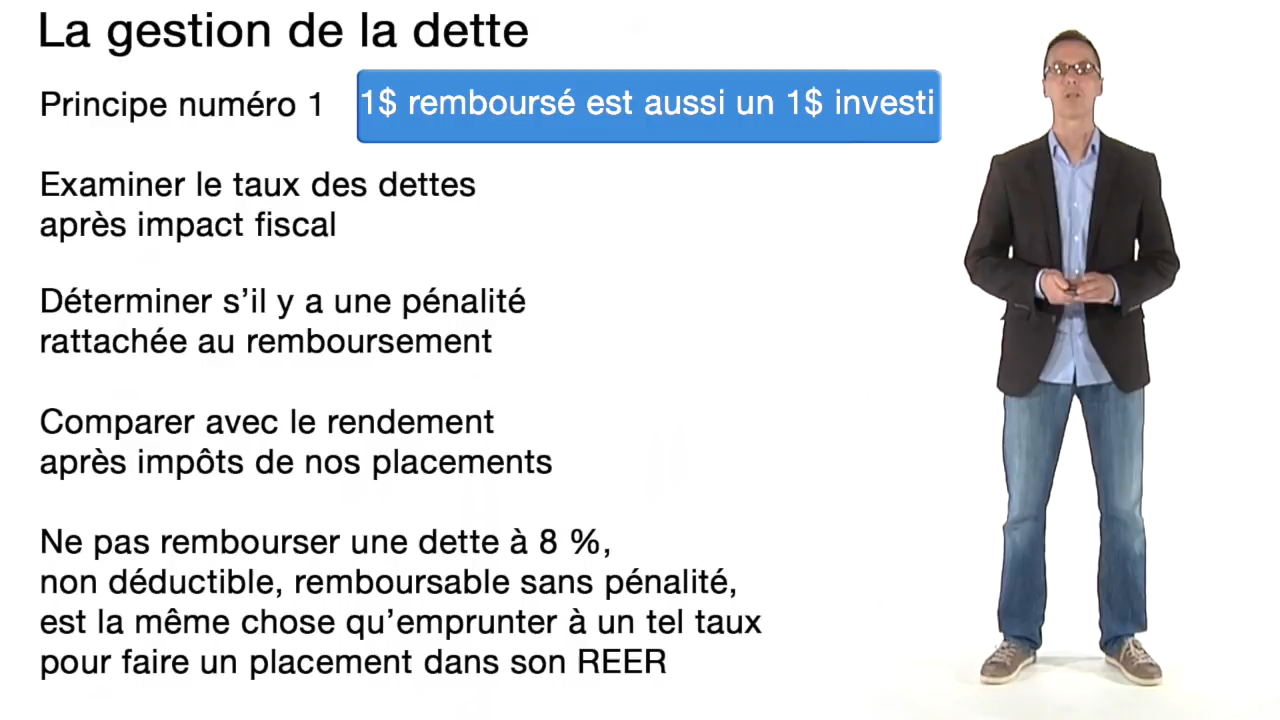 La gestion de la dette
Principe numéro 1
1$ remboursé est aussi un 1$ investi
Examiner le taux des dettes
après impact fiscal
Déterminer s’il y a une pénalité
rattachée au remboursement
Comparer avec le rendement
après impôts de nos placements
Ne pas rembourser une dette à 8 %,
non déductible, remboursable sans pénalité,
est la même chose qu’emprunter à un tel taux
pour faire un placement dans son REER